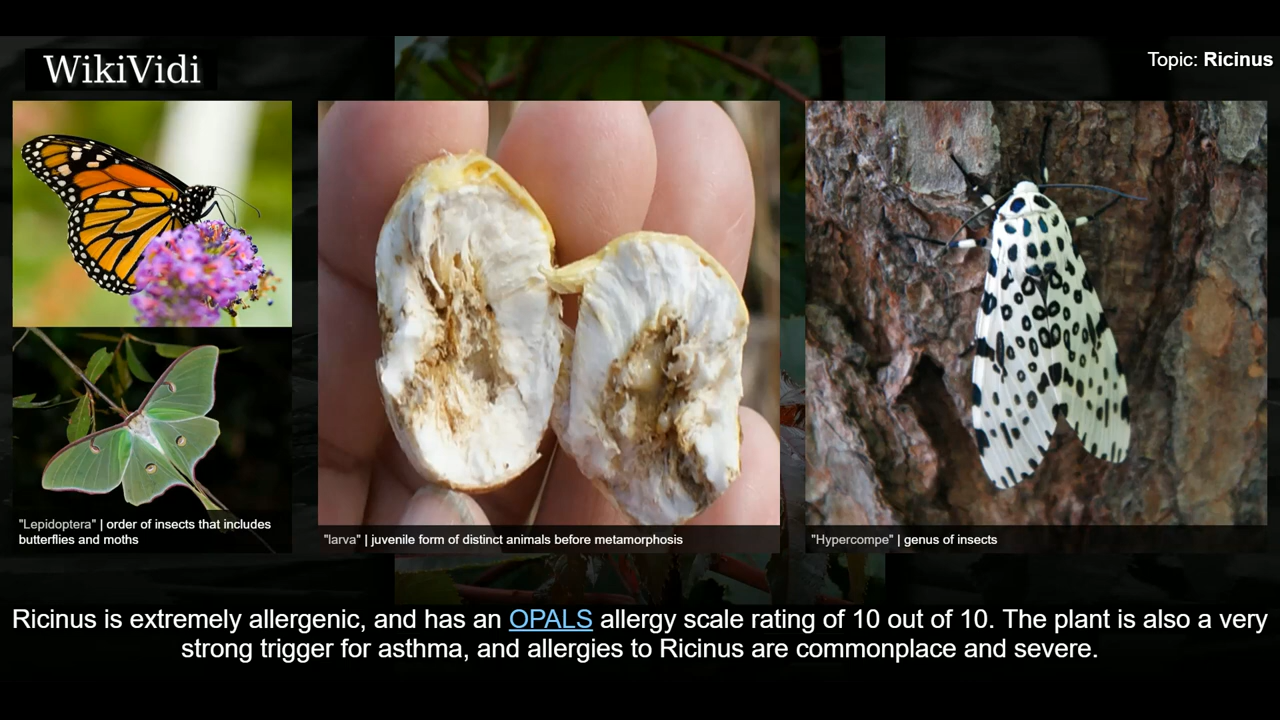 WikiVidi
Topic: Ricinus
"Lepidoptera" | order of insects that includes
butterflies and moths
"larva" | juvenile form of distinct animals before metamorphosis
"Hypercompe" | genus of insects
Ricinus is extremely allergenic, and has an OPALS allergy scale rating of 10 out of 10. The plant is also a very
strong trigger for asthma, and allergies to Ricinus are commonplace and severe.